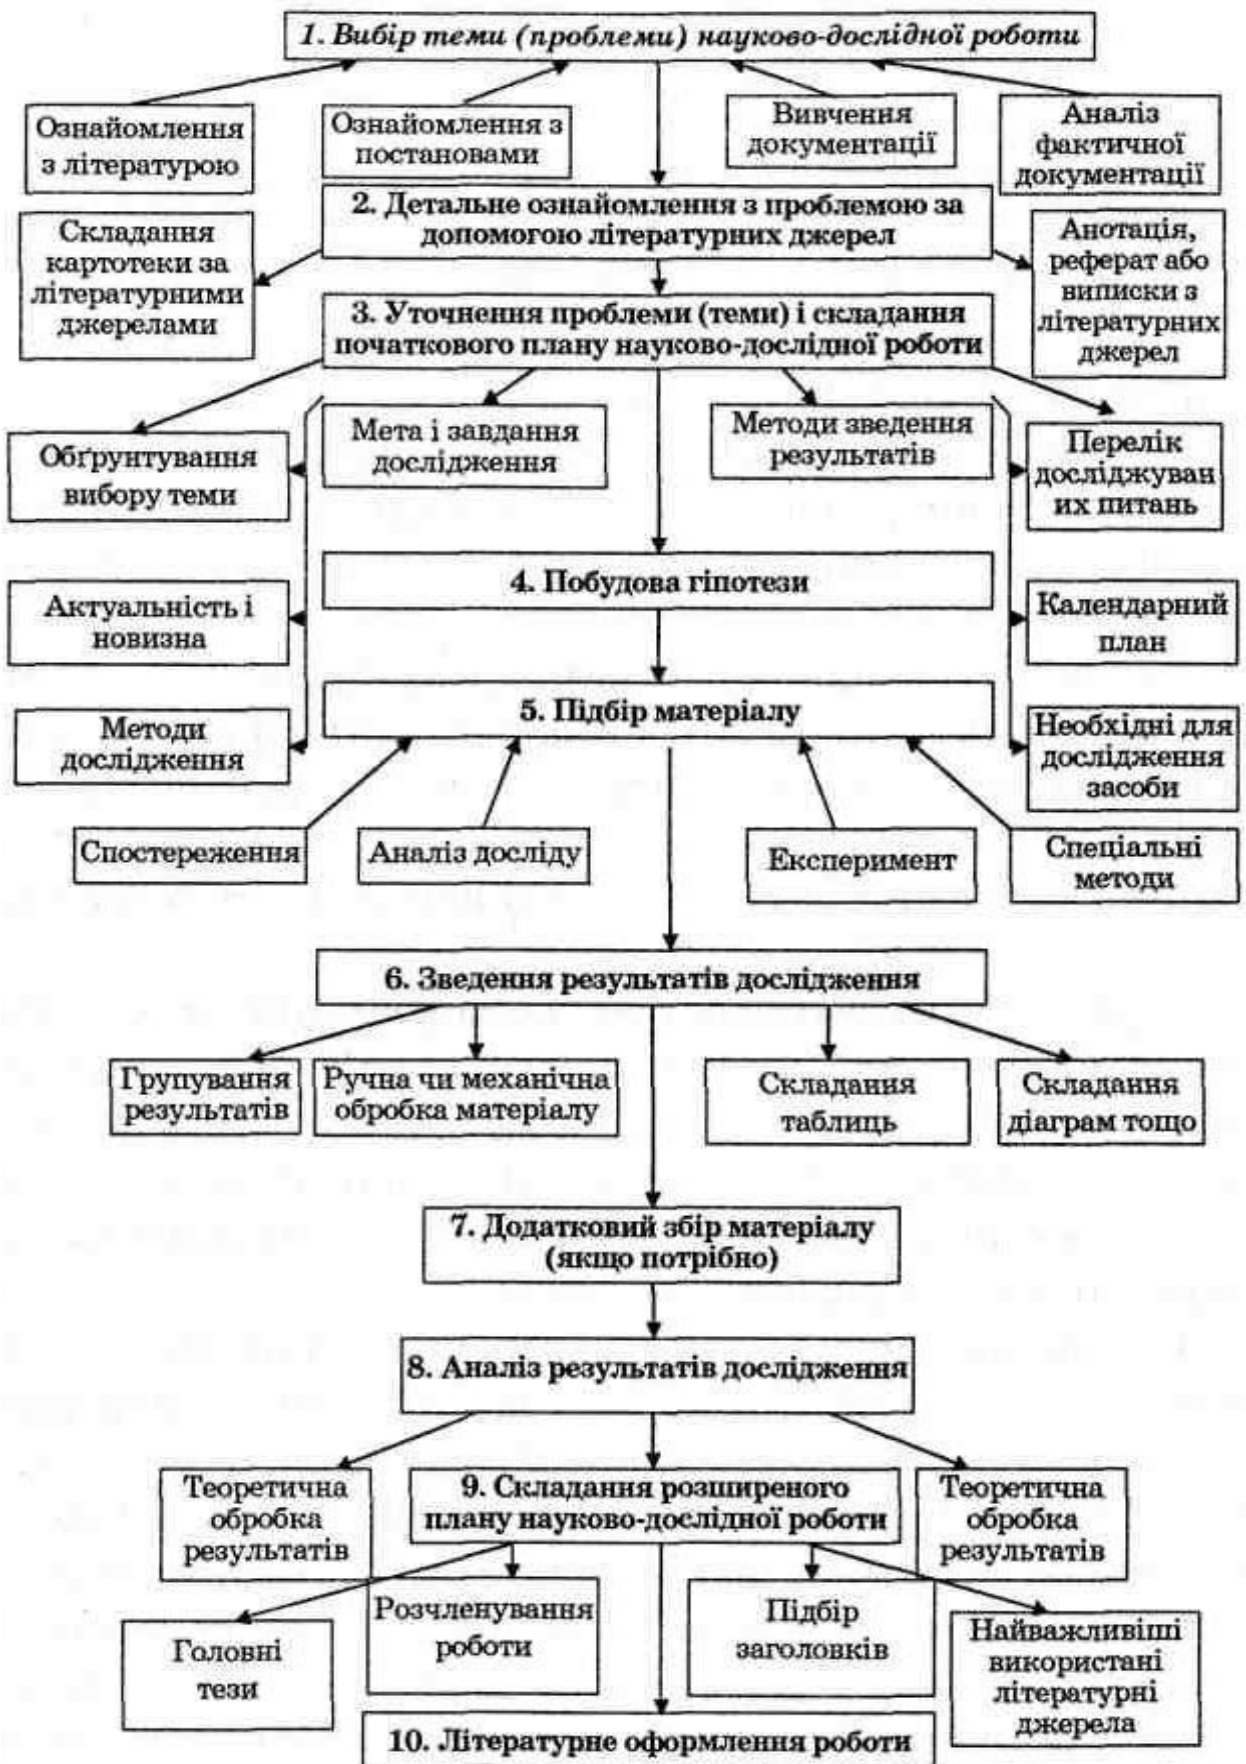 1. Вибір теми (проблеми) науково-дослідної роботи
Ознайомлення
з літературою
Ознайомлення з
постановами
Вивчення
документації
Аналіз
фактичної
документації
2. Детальне ознайомлення з проблемою за
допомогою літературних джерел
Складання
картотеки за
літературними
джерелами
Анотація,
реферат або
виписки з
літературних
джерел
3. Уточнення проблеми (теми) і складання
початкового плану науково-дослідної роботи
Обґрунтування
вибору теми
Мета і завдання
дослідження
Методи зведення
результатів
Перелік
досліджуван
их питань
4. Побудова гіпотези
Актуальність і
новизна
Календарний
план
5. Підбір матеріалу
Методи
дослідження
Необхідні для
дослідження
засоби
Спостереження
Аналіз досліду
Експеримент
Спеціальні
методи
6. Зведення результатів дослідження
Групування
результатів
Ручна чи механічна
обробка матеріалу
Складання
таблиць
Складання
діаграм тощо
7. Додатковий збір матеріалу
(якщо потрібно)
8. Аналіз результатів дослідження
Теоретична
обробка
результатів
9. Складання розширеного
плану науково-дослідної роботи
Теоретична
обробка
результатів
Головні
тези
Розчленування
роботи
Підбір
заголовків
Найважливіші
використані
літературні
джерела
10. Літературне оформлення роботи